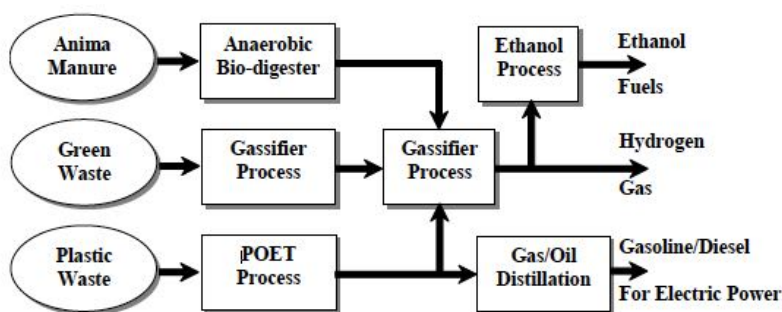 Anima
Manure
Anaerobic
Bio-digester
Ethanol
Process
Ethanol
Fuels
Green
Waste
Gassifier
Process
Gassifier
Process
Hydrogen
Gas
Plastic
Waste
POET
Process
Gas/Oil
Distillation
Gasoline/Diesel
For Electric Power